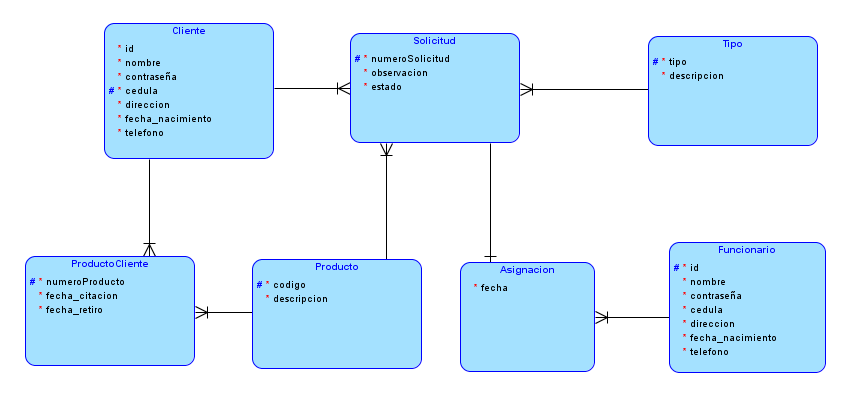 Cliente
* id
* nombre
* contraseña
# * cedula
* direccion
* fecha_nacimiento
* telefono
Solicitud
# * numeroSolicitud
* observacion
* estado
Tipo
# * tipo
* descripcion
ProductoCliente
# * numeroProducto
* fecha_citacion
* fecha_retiro
Producto
# * codigo
* descripcion
Asignacion
* fecha
Funcionario
# * id
* nombre
* contraseña
* cedula
* direccion
* fecha_nacimiento
* telefono